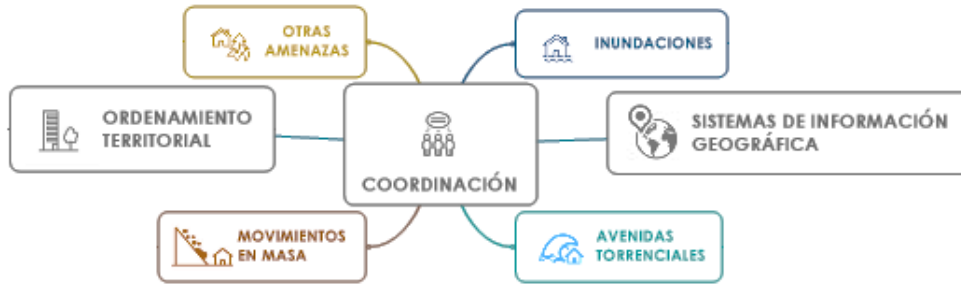 OTRAS
AMENAZAS
INUNDACIONES
ORDENAMIENTO
TERRITORIAL
COORDINACIÓN
SISTEMAS DE INFORMACIÓN
GEOGRÁFICA
MOVIMIENTOS
EN MASA
AVENIDAS
TORRENCIALES